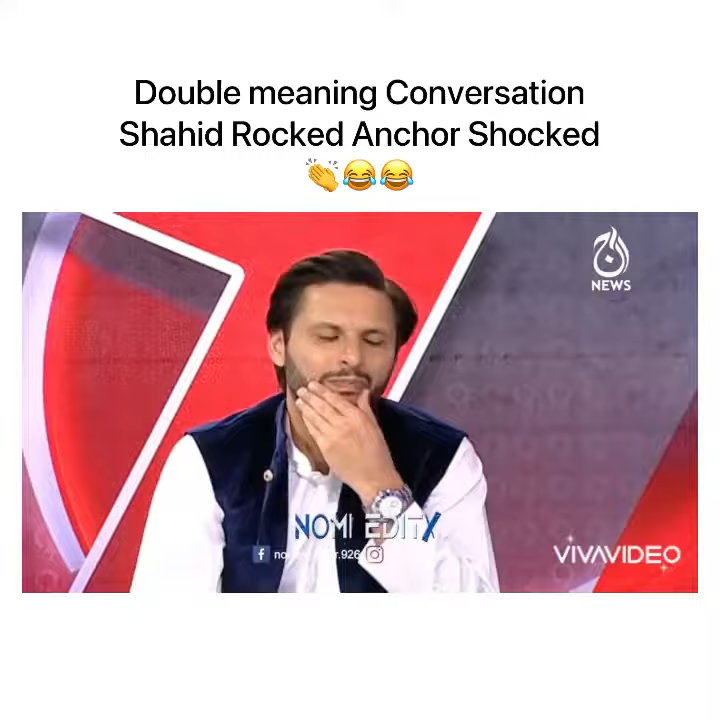 Double meaning Conversation
Shahid Rocked Anchor Shocked
👏😂😂
NEWS
NOMI EDITX
VIVAVIDEO